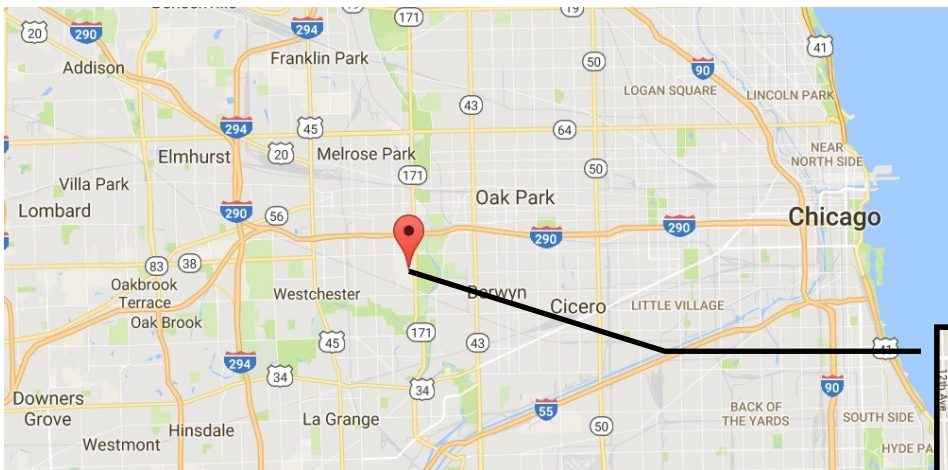 19
19
171
20
290
294
41
Addison
Franklin Park
50
90
LOGAN SQUARE
LINCOLN PARK
43
294
45
64
Elmhurst
20
Melrose Park
NEAR
NORTH SIDE
171
50
Villa Park
Lombard
Oak Park
290
56
Chicago
290
290
83
38
Oakbrook
Terrace
Westchester
Berwyn
Cicero
LITTLE VILLAGE
Oak Brook
171
45
43
41
294
34
34
90
Downers
Grove
Hinsdale
La Grange
55
50
BACK OF
THE YARDS
SOUTH SIDE
Westmont
HYDE PA
12th Ave